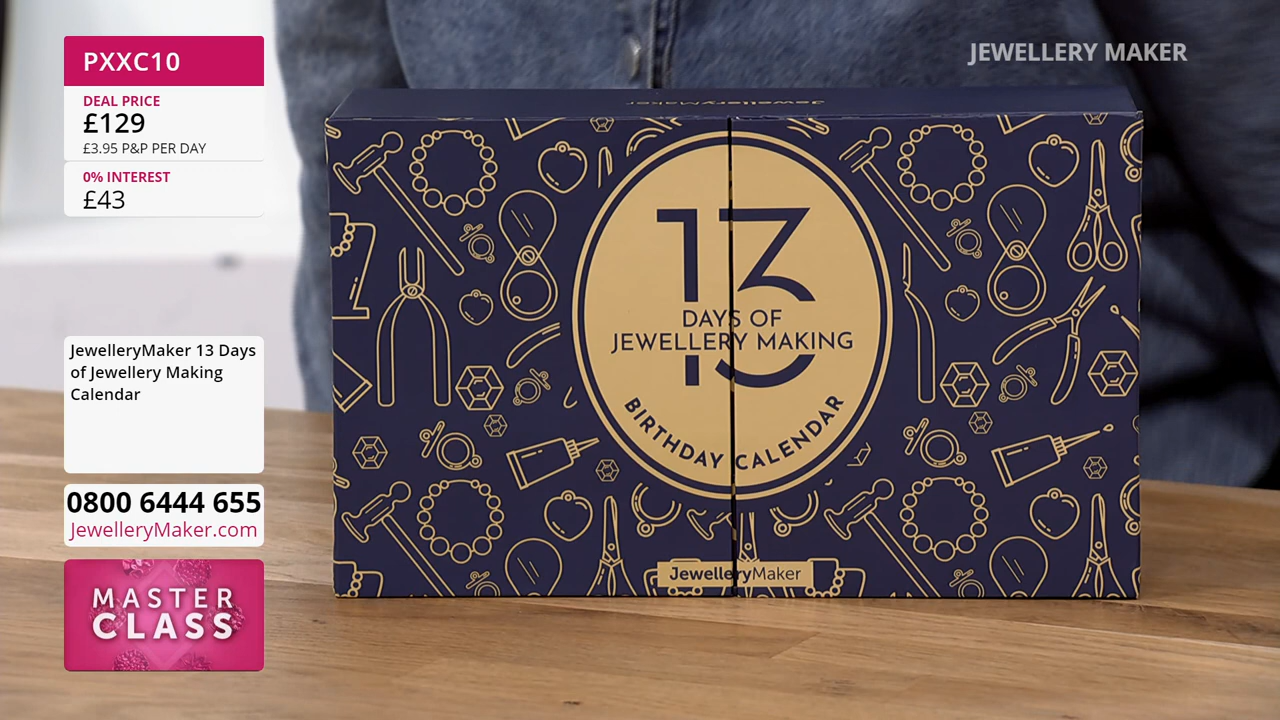 PXXC10
DEAL PRICE
£129
£3.95 P&P PER DAY
0% INTEREST
£43
JewelleryMaker 13 Days
of Jewellery Making
Calendar
0800 6444 655
JewelleryMaker.com
MASTER
CLASS
JEWELLERY MAKER
JewelleryMaker
13
DAYS OF
JEWELLERY MAKING
BIRTHDAY CALENDAR
JewelleryMaker